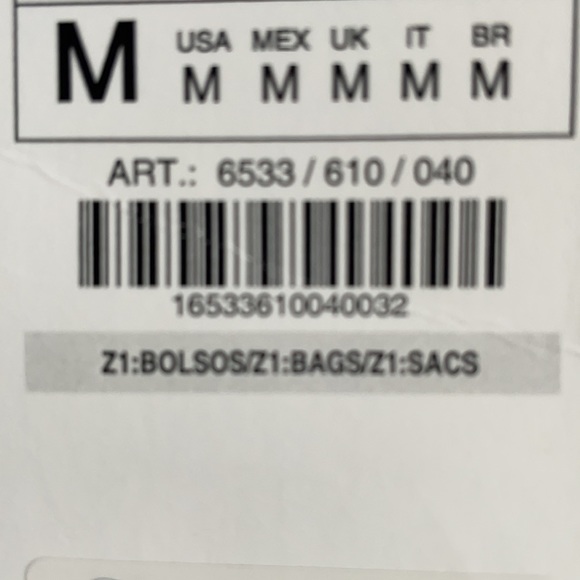 M USA MEX UK IT BR
M M M M M
ART.: 6533 / 610 / 040
16533610040032
Z1:BOLSOS/Z1:BAGS/Z1:SACS